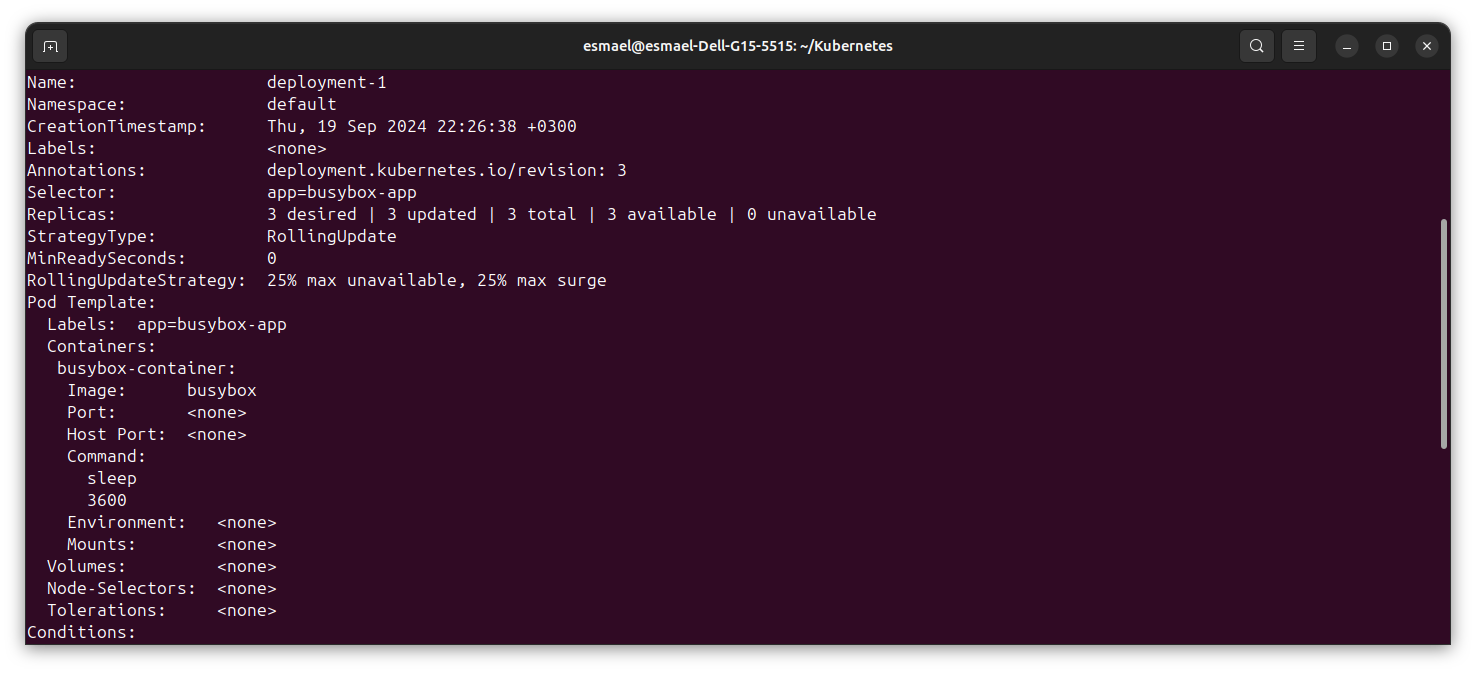 esmael@esmael-Dell-G15-5515: ~/Kubernetes
Name:                   deployment-1
Namespace:              default
CreationTimestamp:      Thu, 19 Sep 2024 22:26:38 +0300
Labels:                 <none>
Annotations:            deployment.kubernetes.io/revision: 3
Selector:               app=busybox-app
Replicas:               3 desired | 3 updated | 3 total | 3 available | 0 unavailable
StrategyType:           RollingUpdate
MinReadySeconds:        0
RollingUpdateStrategy:  25% max unavailable, 25% max surge
Pod Template:
  Labels:  app=busybox-app
  Containers:
   busybox-container:
    Image:      busybox
    Port:       <none>
    Host Port:  <none>
    Command:
      sleep
      3600
    Environment:   <none>
    Mounts:        <none>
  Volumes:         <none>
  Node-Selectors:  <none>
  Tolerations:     <none>
Conditions: